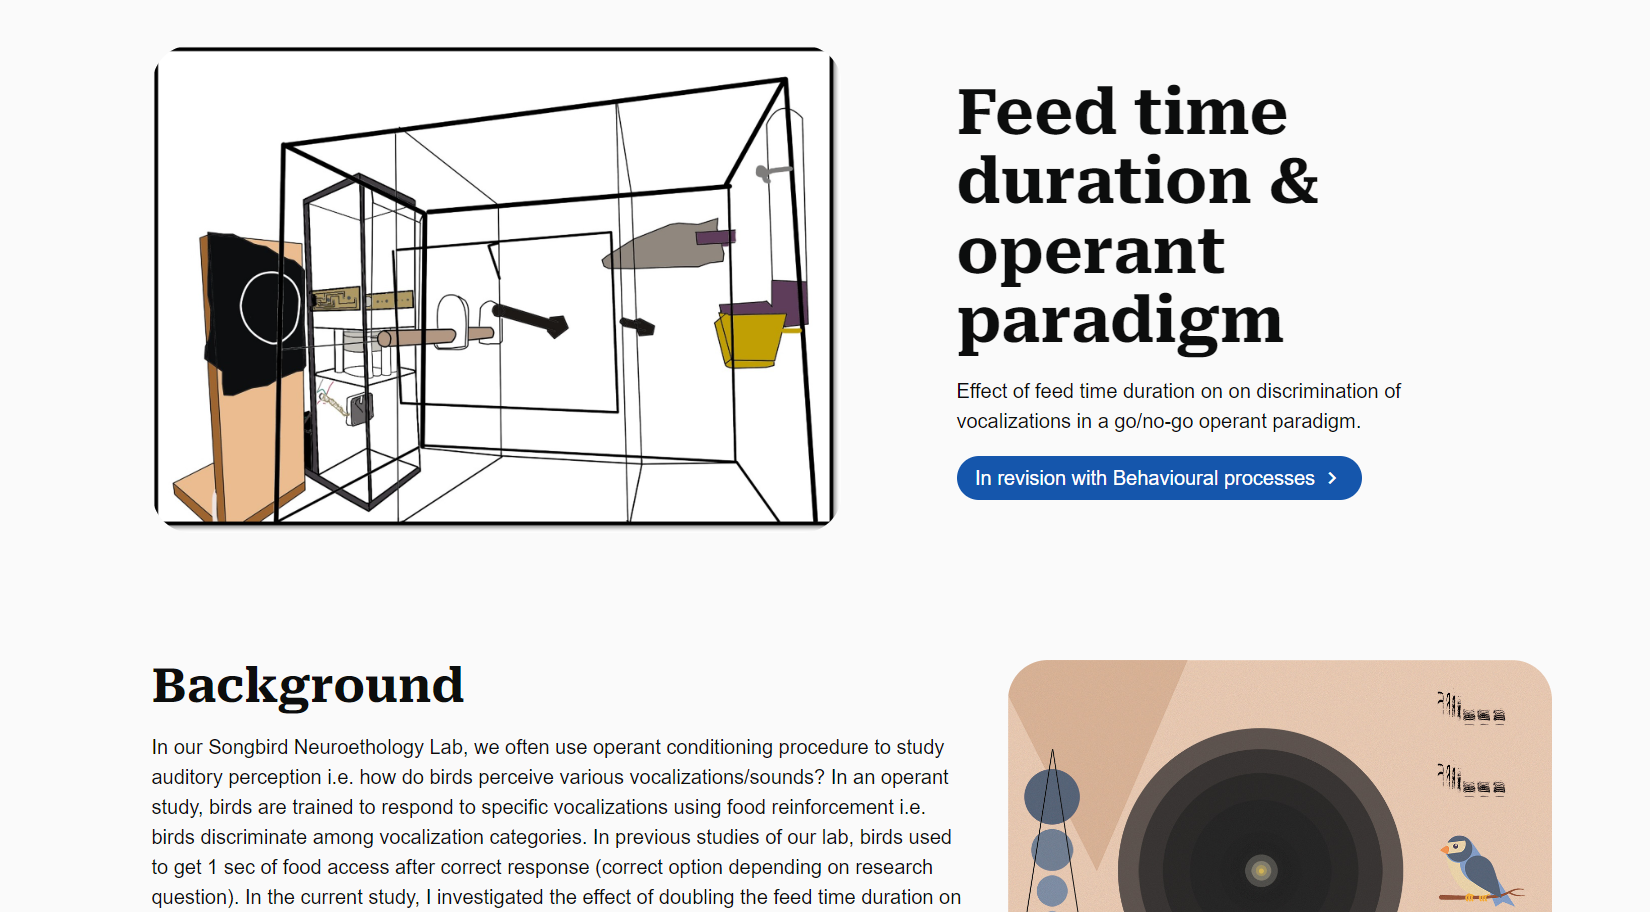 Feed time
duration &
operant
paradigm
Effect of feed time duration on on discrimination of
vocalizations in a go/no-go operant paradigm.
In revision with Behavioural processes
Background
In our Songbird Neuroethology Lab, we often use operant conditioning procedure to study
auditory perception i.e. how do birds perceive various vocalizations/sounds? In an operant
study, birds are trained to respond to specific vocalizations using food reinforcement i.e.
birds discriminate among vocalization categories. In previous studies of our lab, birds used
to get 1 sec of food access after correct response (correct option depending on research
question). In the current study, I investigated the effect of doubling the feed time duration on